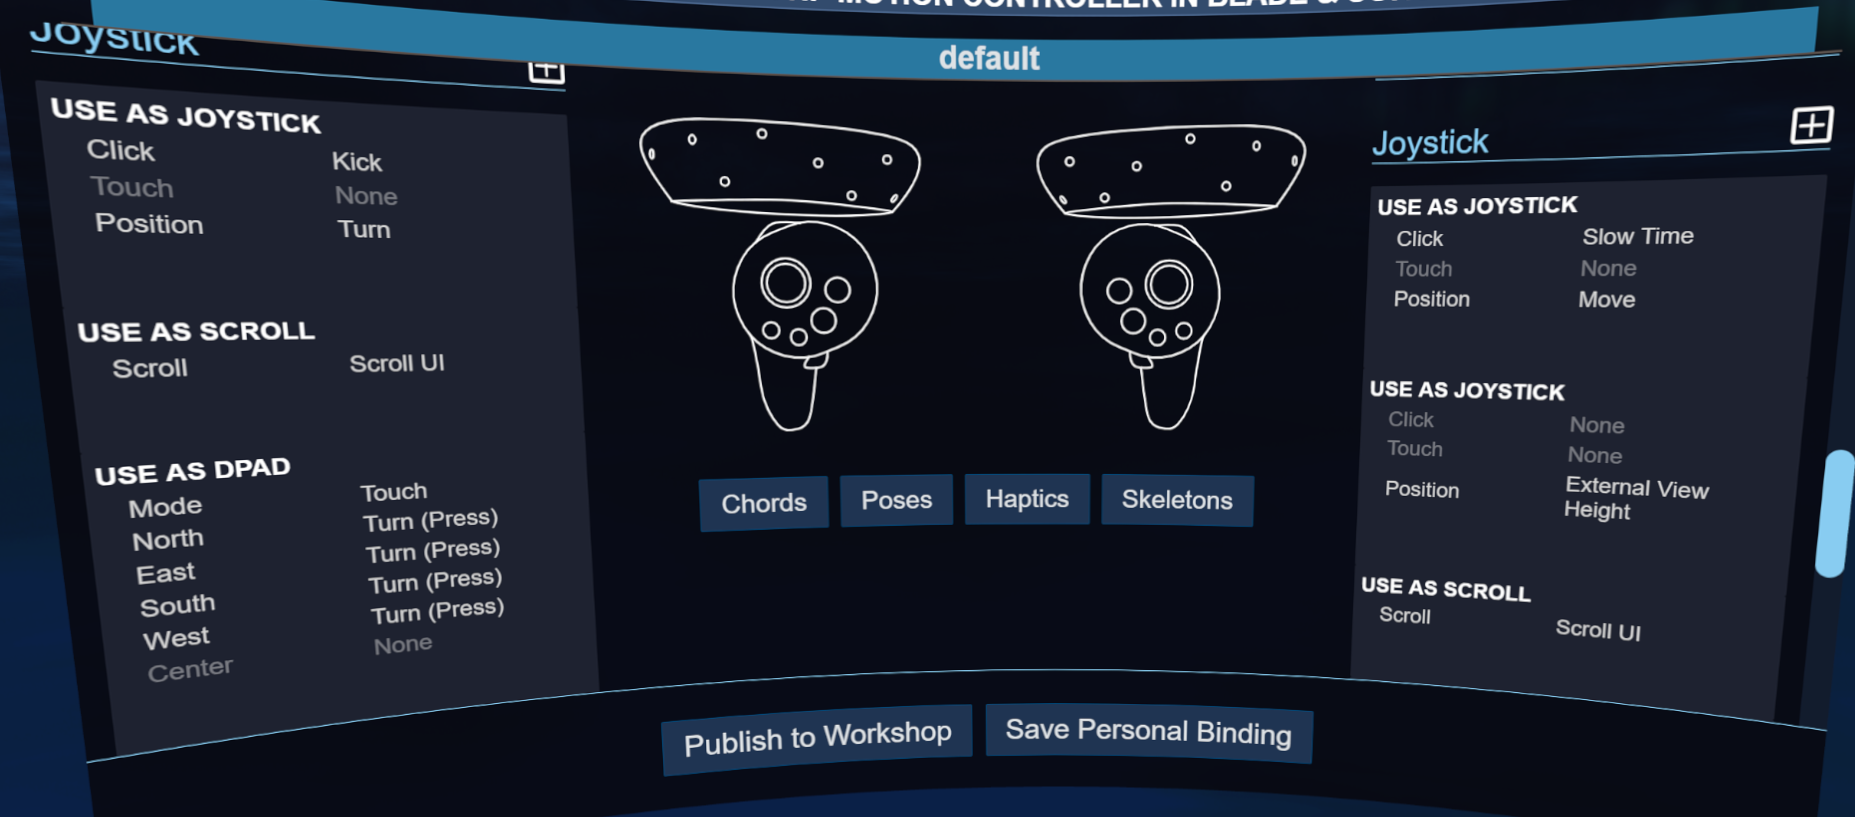 MOTION CONTROLLER IN BLADE &
default
Joystick
USE AS JOYSTICK
Click Kick
Touch None
Position Turn
USE AS SCROLL
Scroll Scroll UI
USE AS DPAD
Mode Touch
North Turn (Press)
East Turn (Press)
South Turn (Press)
West Turn (Press)
Center None
Chords Poses Haptics Skeletons
Joystick
USE AS JOYSTICK
Click Slow Time
Touch None
Position Move
USE AS JOYSTICK
Click None
Touch None
Position External View
Height
USE AS SCROLL
Scroll Scroll UI
Publish to Workshop Save Personal Binding